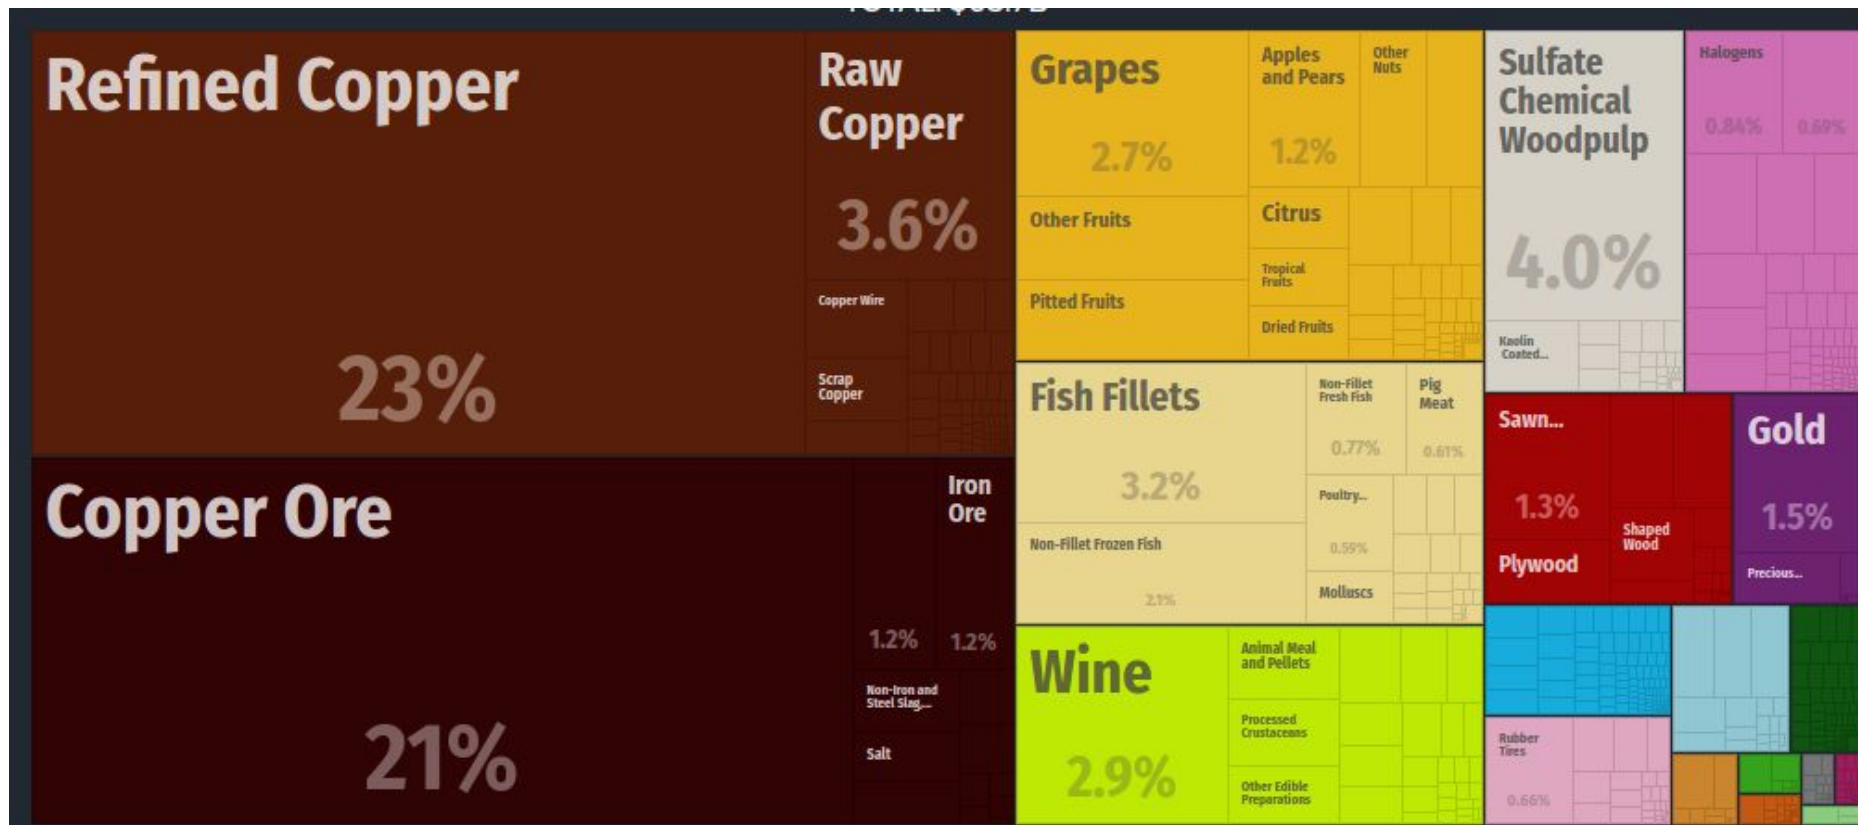 Refined Copper
23%
Raw
Copper
3.6%
Copper Wire
Scrap
Copper
Copper Ore
21%
1.2%
Iron
Ore
1.2%
Non-Iron and
Steel Slag,...
Salt
Grapes
2.7%
Other Fruits
Pitted Fruits
Apples
and Pears
1.2%
Other
Nuts
Citrus
Tropical
Fruits
Dried Fruits
Fish Fillets
3.2%
Non-Fillet Frozen Fish
2.1%
Non-Fillet
Fresh Fish
0.77%
Pig
Meat
0.61%
Poultry...
0.59%
Molluscs
Wine
2.9%
Animal Meal
and Pellets
Processed
Crustaceans
Other Edible
Preparations
Sulfate
Chemical
Woodpulp
4.0%
Kaolin
Coated...
Halogens
0.84%
0.69%
Sawn...
1.3%
Plywood
Shaped
Wood
Gold
1.5%
Precious...
Rubber
Tires
0.66%